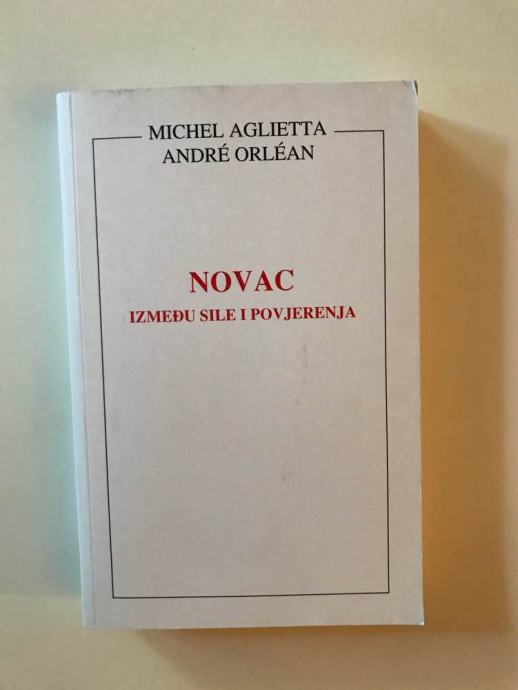 MICHEL AGLIETTA
ANDRÉ ORLÉAN
NOVAC
IZMEĐU SILE I POVJERENJA